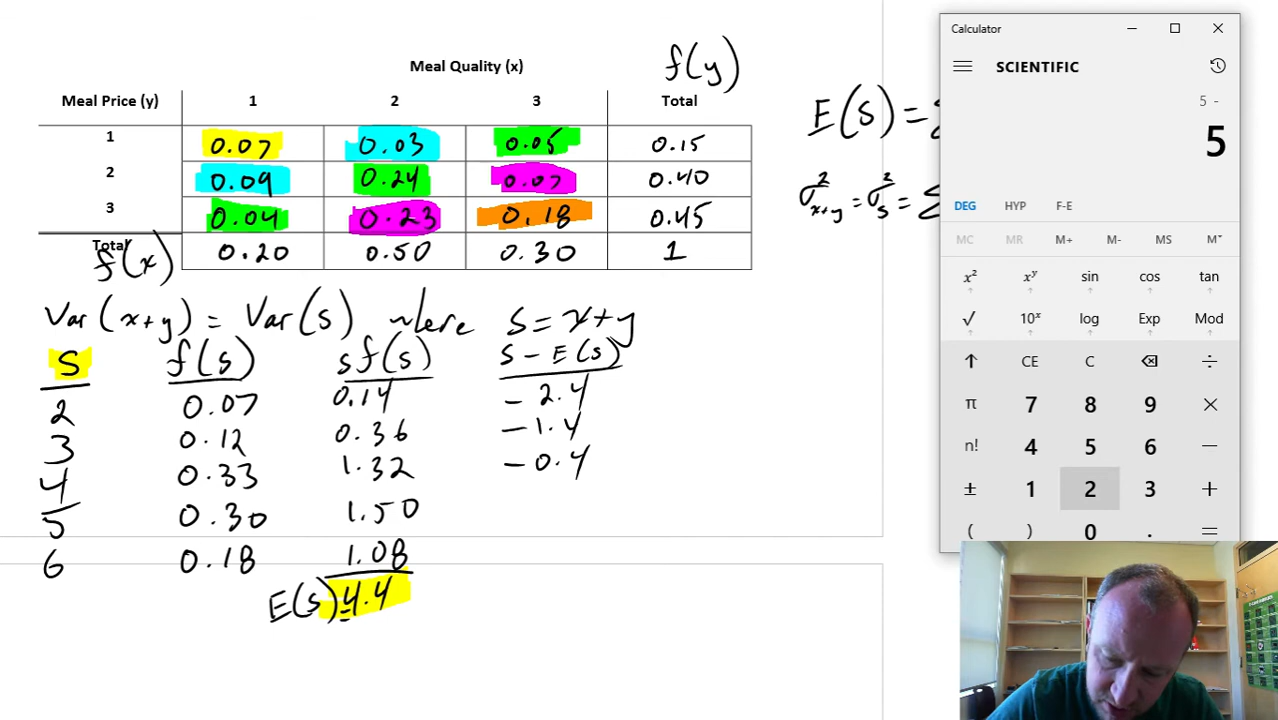 Meal Quality (x) f(y)
Meal Price (y) 1 2 3 Total
1 0.07 0.03 0.05 0.15
2 0.09 0.24 0.07 0.40
3 0.04 0.23 0.18 0.45
Total f(x) 0.20 0.50 0.30 1
Var(x+y) = Var(s) where s = x+y
S f(s) sf(s) s - E(s)
2 0.07 0.14 -2.4
3 0.12 0.36 -1.4
4 0.33 1.32 -0.4
5 0.30 1.50
6 0.18 1.08
E(s) 4.4
E(s) = Σ
σ²x+y = σ²s = Σ
Calculator
SCIENTIFIC
5 -
5
DEG HYP F-E
MC MR M+ M- MS M˅
x² xʸ sin cos tan
√ 10ˣ log Exp Mod
↑ CE C ⌫ ÷
π 7 8 9 ×
n! 4 5 6 −
± 1 2 3 +
( ) 0 . =